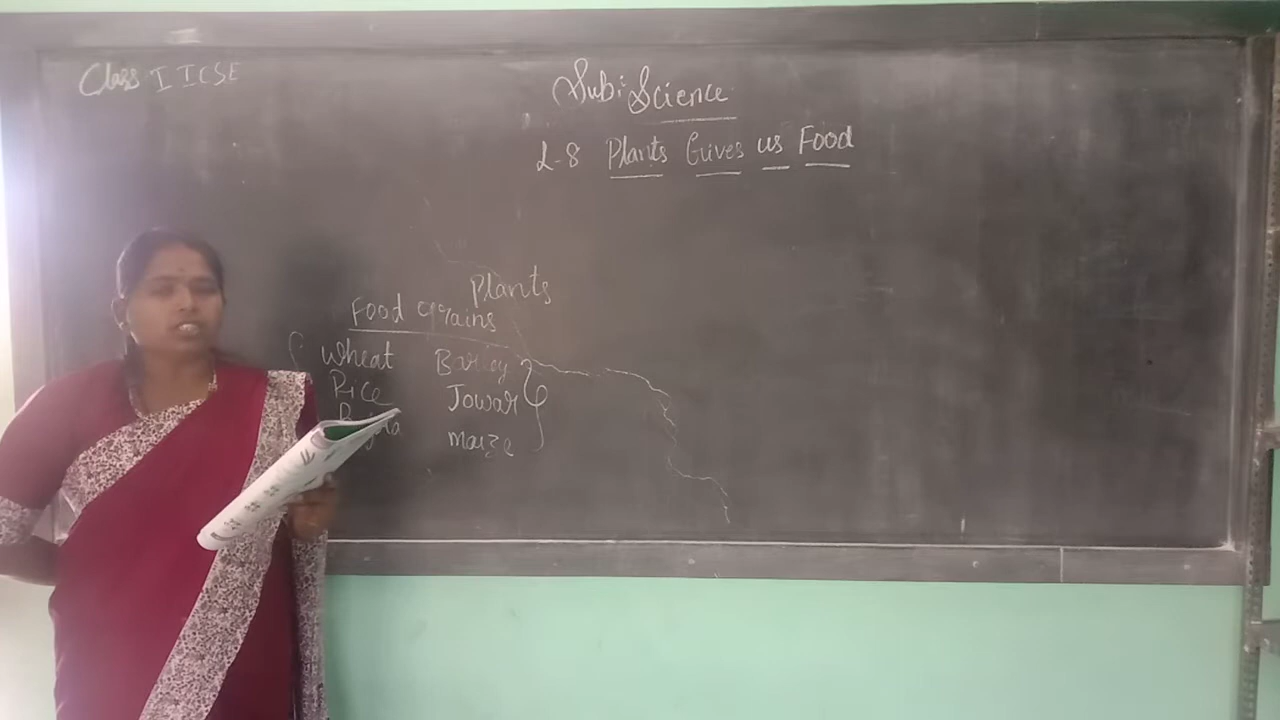 Class: I ICSE
Sub: Science
L-8 Plants Gives us Food
Plants
Food Grains
Wheat Barley
Rice Jowar
Maize